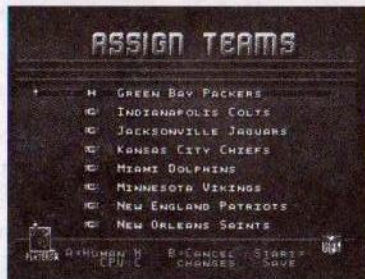 ASSIGN TEAMS
H GREEN BAY PACKERS
C INDIANAPOLIS COLTS
C JACKSONVILLE JAGUARS
C KANSAS CITY CHIEFS
C MIAMI DOLPHINS
C MINNESOTA VIKINGS
C NEW ENGLAND PATRIOTS
C NEW ORLEANS SAINTS
PLAYERS A=HUMAN H B=CANCEL START=
CPU C CHANGES SAVE